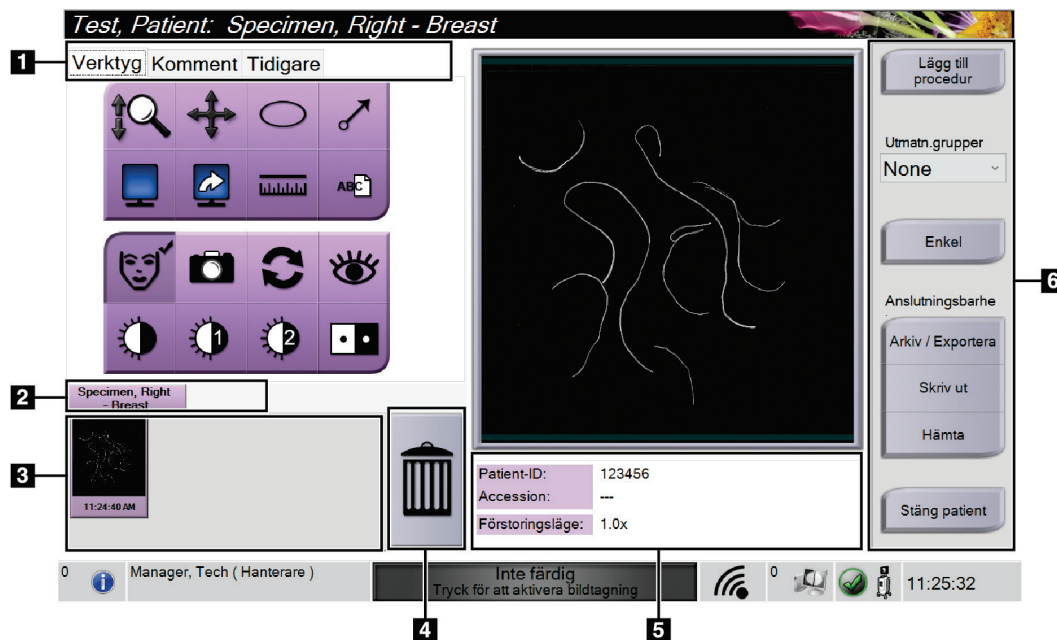 Test, Patient: Specimen, Right - Breast
1
Verktyg Komment Tidigare
ABC
1
2
2
Specimen, Right
- Breast
3
11:24:40 AM
Patient-ID: 123456
Accession: ---
Förstoringsläge: 1.0x
Lägg till
procedur
Utmatn.grupper
None
Enkel
6
Anslutningsbarhe
Arkiv / Exportera
Skriv ut
Hämta
Stäng patient
0
i
Manager, Tech ( Hanterare )
Inte färdig
Tryck för att aktivera bildtagning
0
11:25:32
4
5